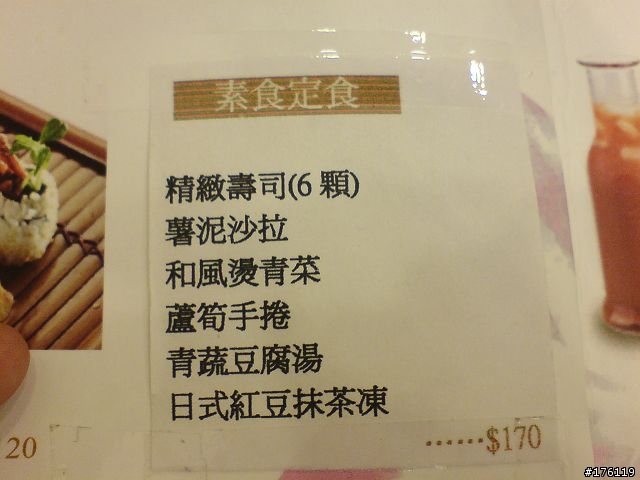 素食定食
精緻壽司(6 顆)
薯泥沙拉
和風燙青菜
蘆筍手捲
青蔬豆腐湯
日式紅豆抹茶凍
······$170
20
#176119